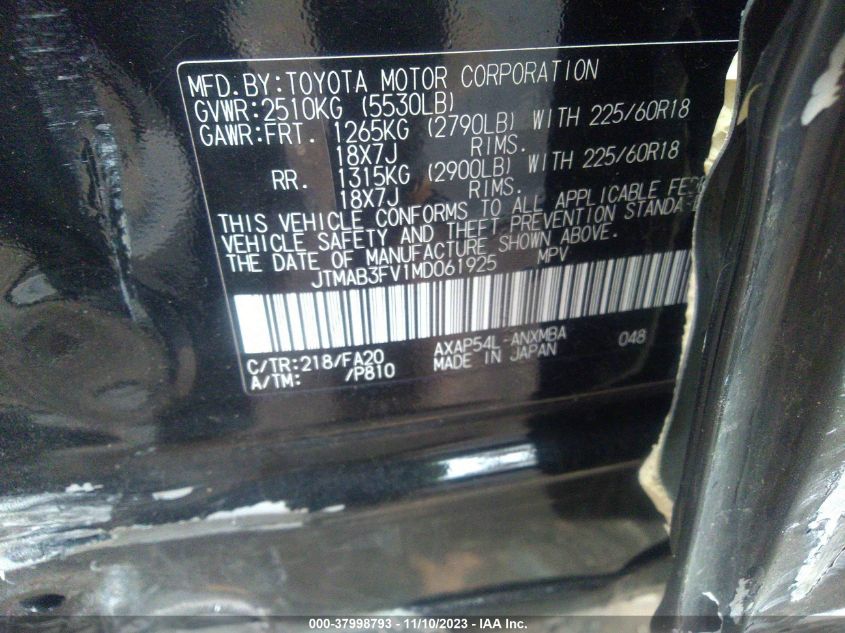 MFD.BY:TOYOTA MOTOR CORPORATION
GVWR:2510KG (5530LB)
GAWR:FRT. 1265KG (2790LB) WITH 225/60R18
18X7J RIMS.
RR. 1315KG (2900LB) WITH 225/60R18
18X7J RIMS.
THIS VEHICLE CONFORMS TO ALL APPLICABLE
VEHICLE SAFETY AND THEFT PREVENTION
THE DATE OF MANUFACTURE SHOWN ABOVE.
JTMAB3FV1MD061925 MPV
C/TR:218/FA20 AXAP54L-ANXMBA 048
A/TM: /P810 MADE IN JAPAN
000-37998793 - 11/10/2023 - IAA Inc.